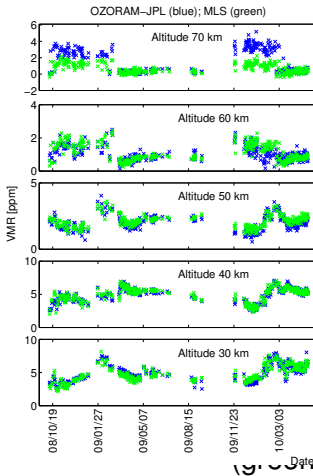 OZORAM−JPL (blue); MLS (green)
6
4
2
0
−2
Altitude 70 km
4
2
0
Altitude 60 km
5
0
Altitude 50 km
VMR[ppm]
10
5
0
Altitude 40 km
10
5
0
Altitude 30 km
08/10/19
09/01/27
09/05/07
09/08/15
09/11/23
10/03/03
Date